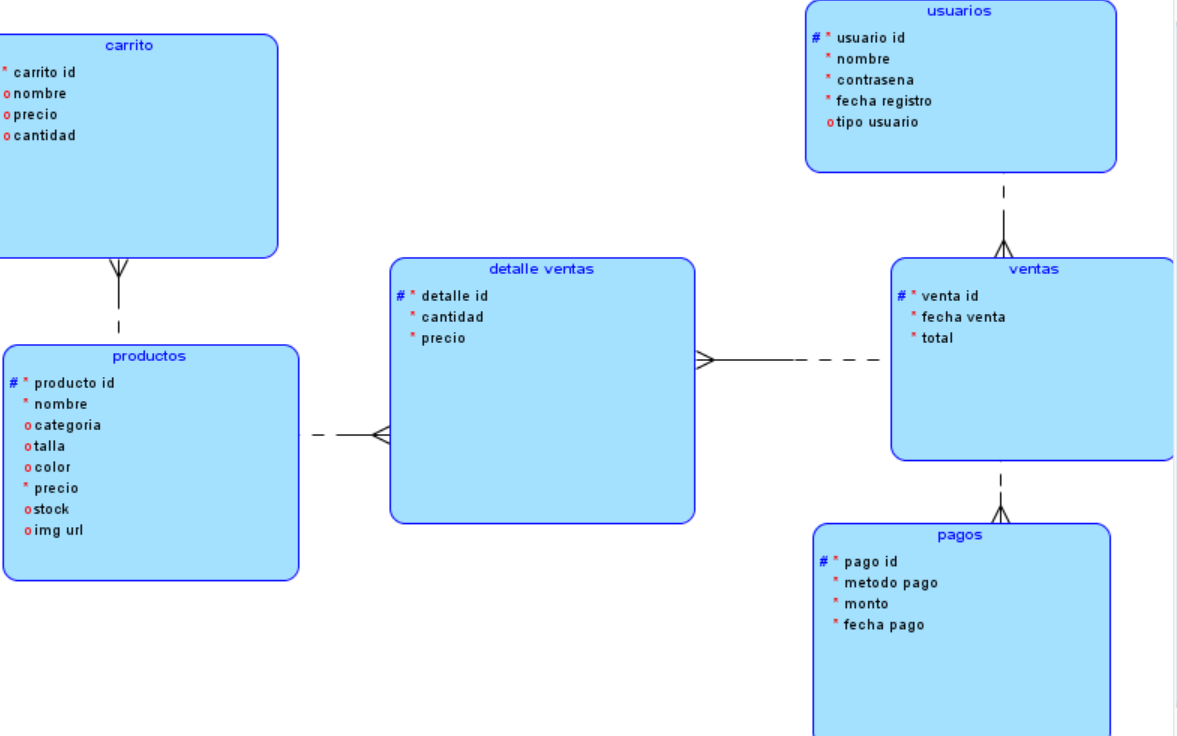 carrito
* carrito id
o nombre
o precio
o cantidad
usuarios
# * usuario id
* nombre
* contrasena
* fecha registro
o tipo usuario
detalle ventas
# * detalle id
* cantidad
* precio
ventas
# * venta id
* fecha venta
* total
productos
# * producto id
* nombre
o categoria
o talla
o color
* precio
o stock
o img url
pagos
# * pago id
* metodo pago
* monto
* fecha pago